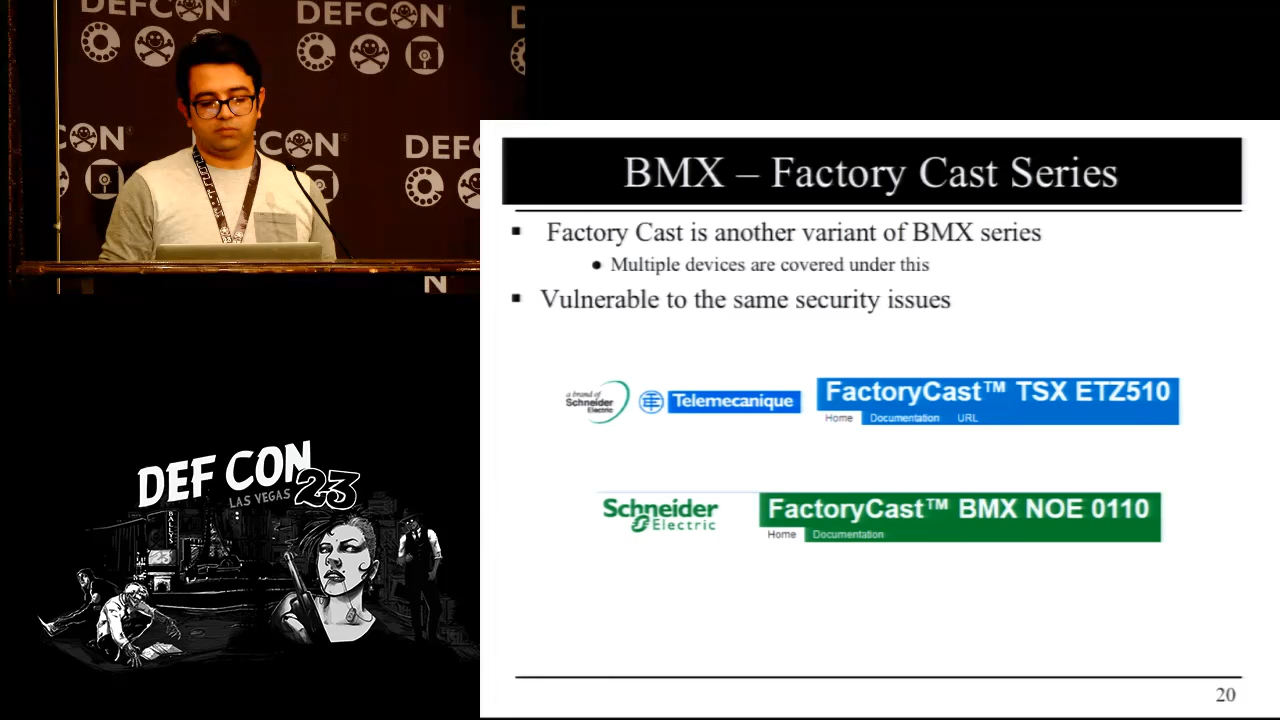 DEFCON
DEFCON
D
CON
D CON
DEFC
N
BMX – Factory Cast Series
▪ Factory Cast is another variant of BMX series
● Multiple devices are covered under this
▪ Vulnerable to the same security issues
a brand of
Schneider
Electric
Telemecanique
FactoryCast™ TSX ETZ510
Home Documentation URL
Schneider
Electric
FactoryCast™ BMX NOE 0110
Home Documentation
DEF CON
LAS VEGAS 23
BALLYS
20